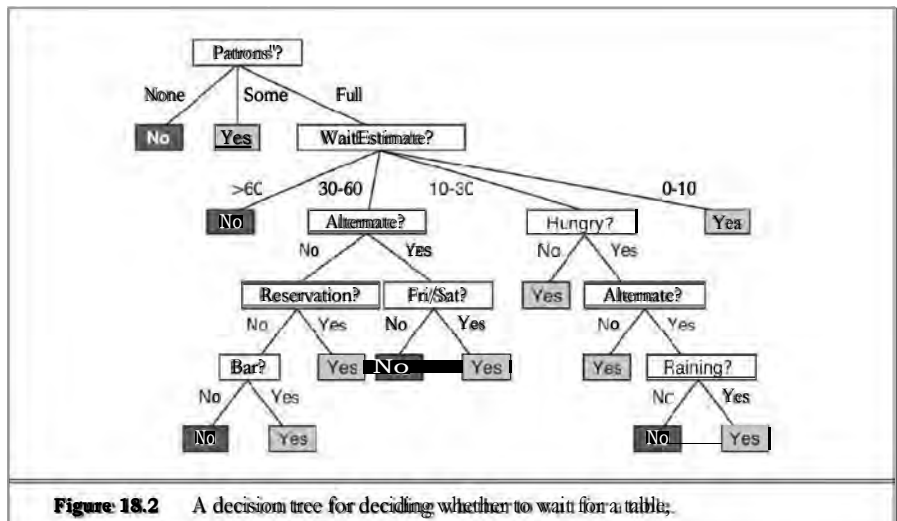 Patrons"?
None Some Full
No Yes WaitEstimate?
>60 30-60 10-30 0-10
No Alternate? Hungry? Yes
No Yes No Yes
Reservation? Fri/Sat? Yes Alternate?
No Yes No Yes No Yes
Bar? Yes No Yes Yes Raining?
No Yes No Yes
No Yes No Yes
Figure 18.2 A decision tree for deciding whether to wait for a table;